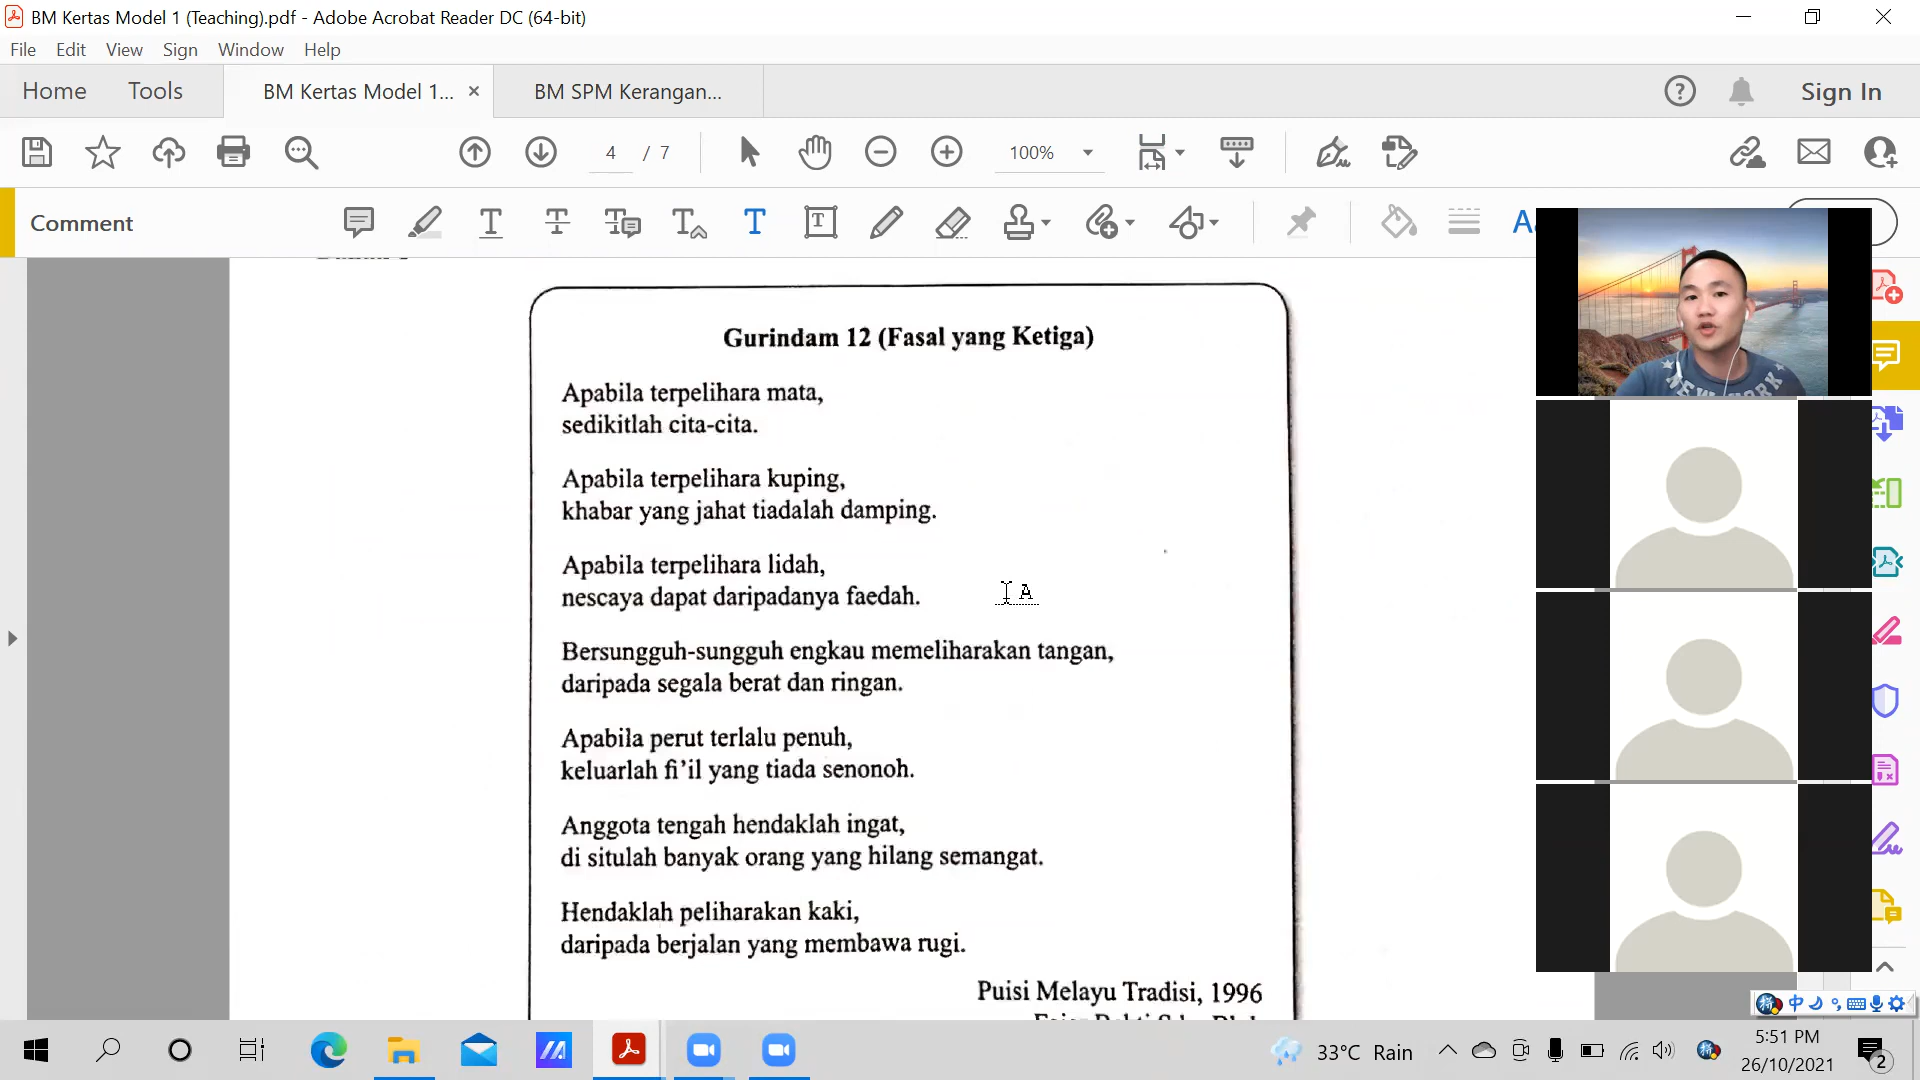 BM Kertas Model 1 (Teaching).pdf - Adobe Acrobat Reader DC (64-bit)
File Edit View Sign Window Help
Home Tools BM Kertas Model 1... × BM SPM Kerangan... Sign In
4 / 7 100%
Comment
Gurindam 12 (Fasal yang Ketiga)
Apabila terpelihara mata,
sedikitlah cita-cita.
Apabila terpelihara kuping,
khabar yang jahat tiadalah damping.
Apabila terpelihara lidah,
nescaya dapat daripadanya faedah.
Bersungguh-sungguh engkau memeliharakan tangan,
daripada segala berat dan ringan.
Apabila perut terlalu penuh,
keluarlah fi'il yang tiada senonoh.
Anggota tengah hendaklah ingat,
di situlah banyak orang yang hilang semangat.
Hendaklah peliharakan kaki,
daripada berjalan yang membawa rugi.
Puisi Melayu Tradisi, 1996
NEW YORK
中
33°C Rain
5:51 PM
26/10/2021
2